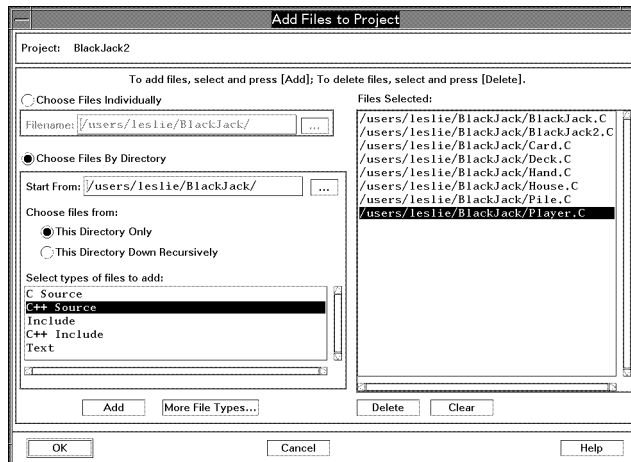 Add Files to Project
Project: BlackJack2
To add files, select and press [Add]; To delete files, select and press [Delete].
Choose Files Individually
Filename: /users/leslie/BlackJack/ ...
Choose Files By Directory
Start From: /users/leslie/BlackJack/ ...
Choose files from:
This Directory Only
This Directory Down Recursively
Select types of files to add:
C Source
C++ Source
Include
C++ Include
Text
Add More File Types...
Files Selected:
/users/leslie/BlackJack/BlackJack.C
/users/leslie/BlackJack/BlackJack2.C
/users/leslie/BlackJack/Card.C
/users/leslie/BlackJack/Deck.C
/users/leslie/BlackJack/Hand.C
/users/leslie/BlackJack/House.C
/users/leslie/BlackJack/Pile.C
/users/leslie/BlackJack/Player.C
Delete Clear
OK Cancel Help